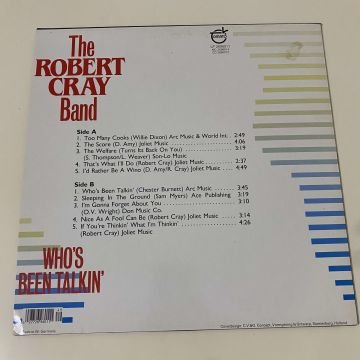 The
ROBERT
CRAY
Band
Side A
1. Too Many Cooks (Willie Dixon) Arc Music & World Int. 2:49
2. The Score (D. Amy) Joliet Music 4:06
3. The Welfare (Turns Its Back On You) 3:19
(S. Thompson/L. Weaver) Son-Lo Music
4. That's What I'll Do (Robert Cray) Joliet Music 2:37
5. I'd Rather Be A Wino (D. Amy/R. Cray) Joliet Music 4:49
Side B
1. Who's Been Talkin' (Chester Burnett) Arc Music 3:45
2. Sleeping In The Ground (Sam Myers) Ace Publishing 3:19
3. I'm Gonna Forget About You 3:10
(O.V. Wright) Don Music Co.
4. Nice As A Fool Can Be (Robert Cray) Joliet Music 3:14
5. If You're Thinkin' What I'm Thinkin' 4:26
(Robert Cray) Joliet Music
WHO'S
BEEN TALKIN'